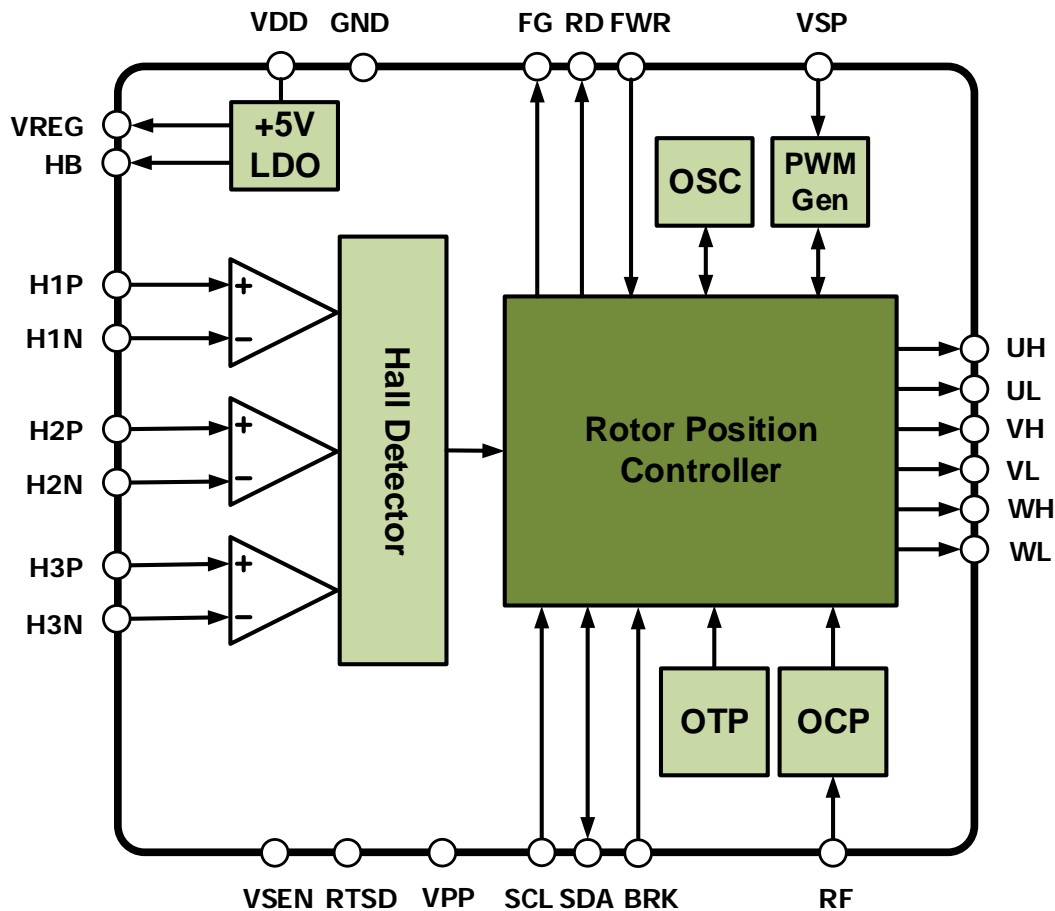 VDD
GND
FG
RD
FWR
VSP
VREG
HB
+5V
LDO
OSC
PWM
Gen
H1P
H1N
H2P
H2N
H3P
H3N
+
−
+
−
+
−
Hall Detector
Rotor Position
Controller
UH
UL
VH
VL
WH
WL
OTP
OCP
VSEN
RTSD
VPP
SCL
SDA
BRK
RF